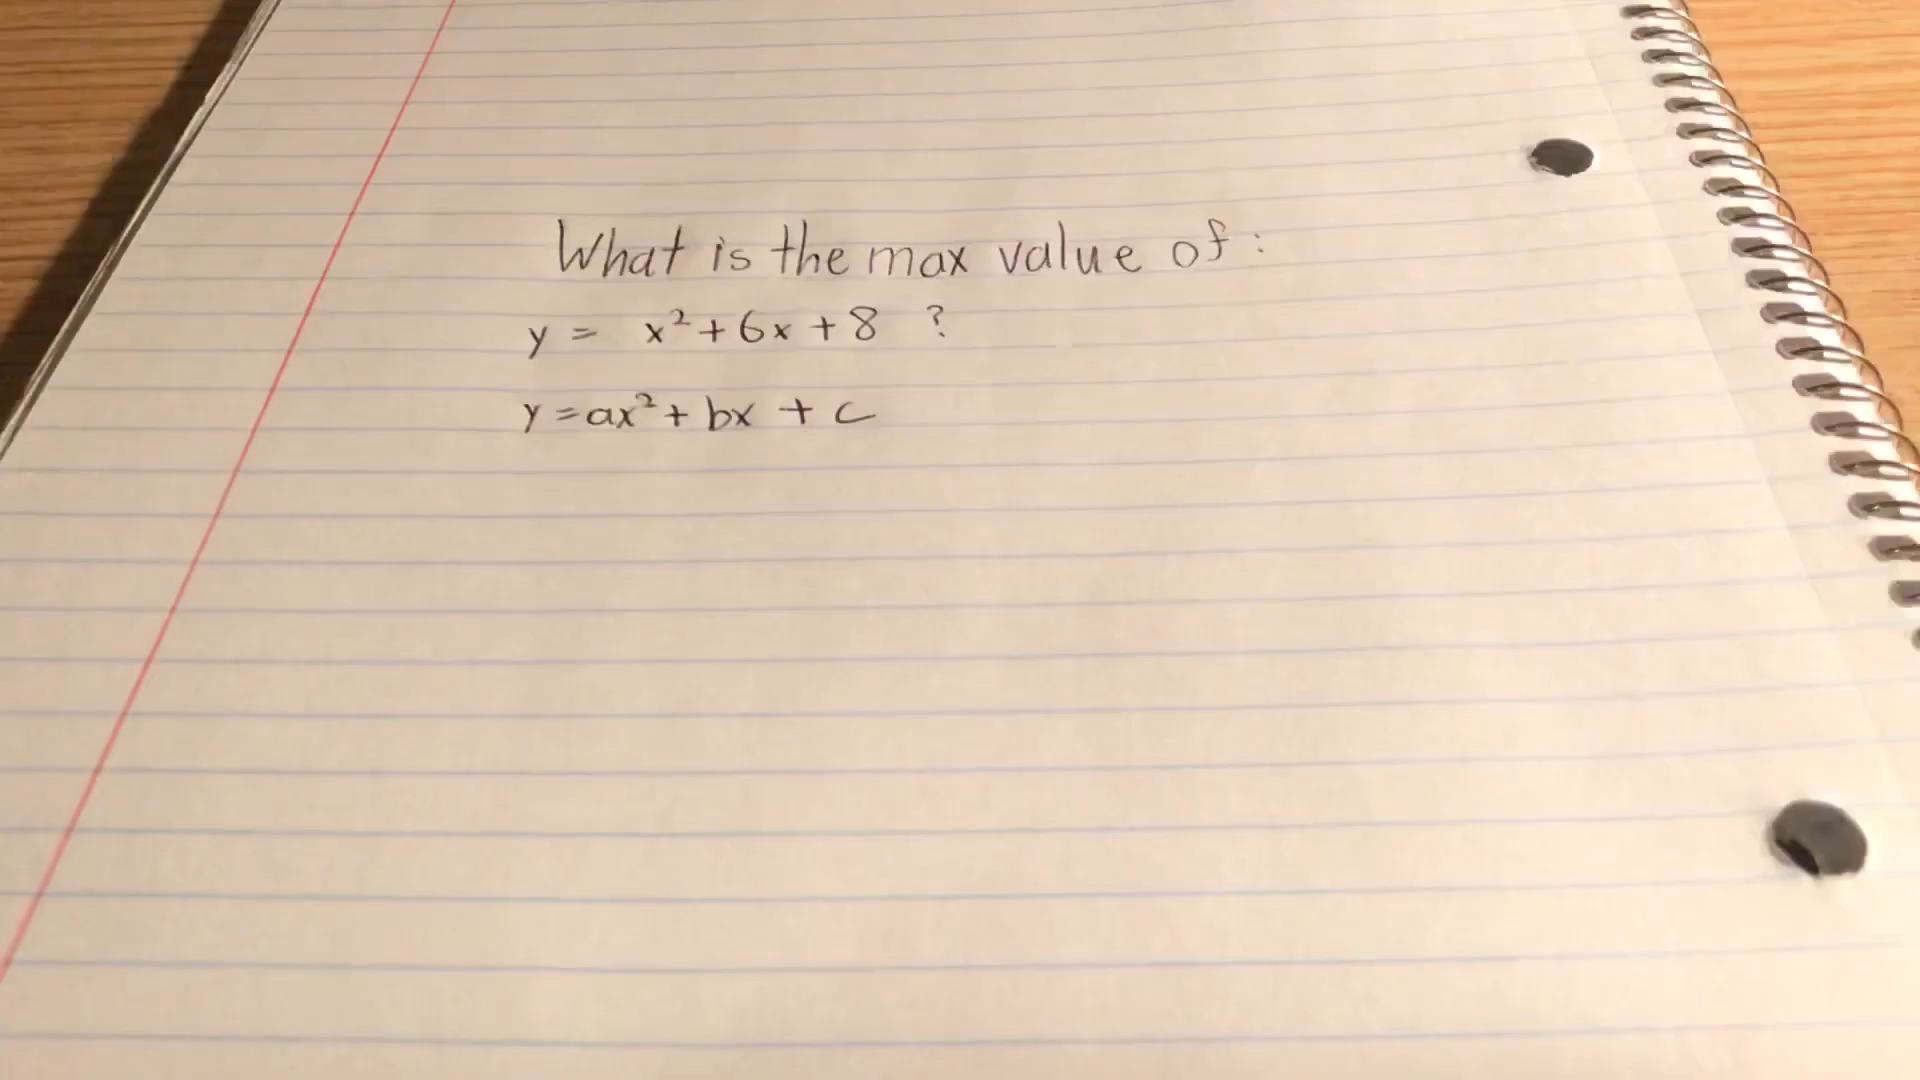 What is the max value of:
y = x²+6x+8 ?
y=ax²+bx+c